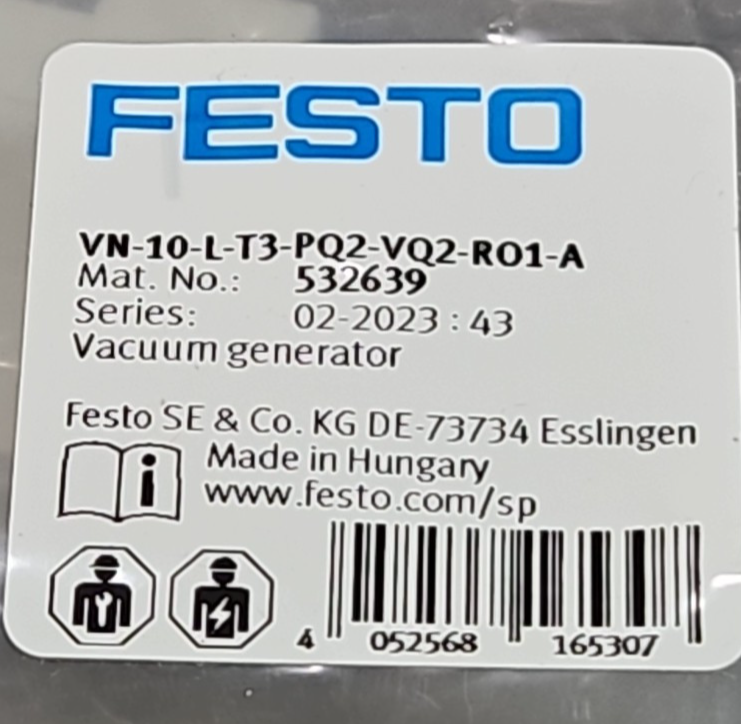 FESTO
VN-10-L-T3-PQ2-VQ2-RO1-A
Mat. No.: 532639
Series: 02-2023 : 43
Vacuum generator
Festo SE & Co. KG DE-73734 Esslingen
Made in Hungary
www.festo.com/sp
4 052568 165307